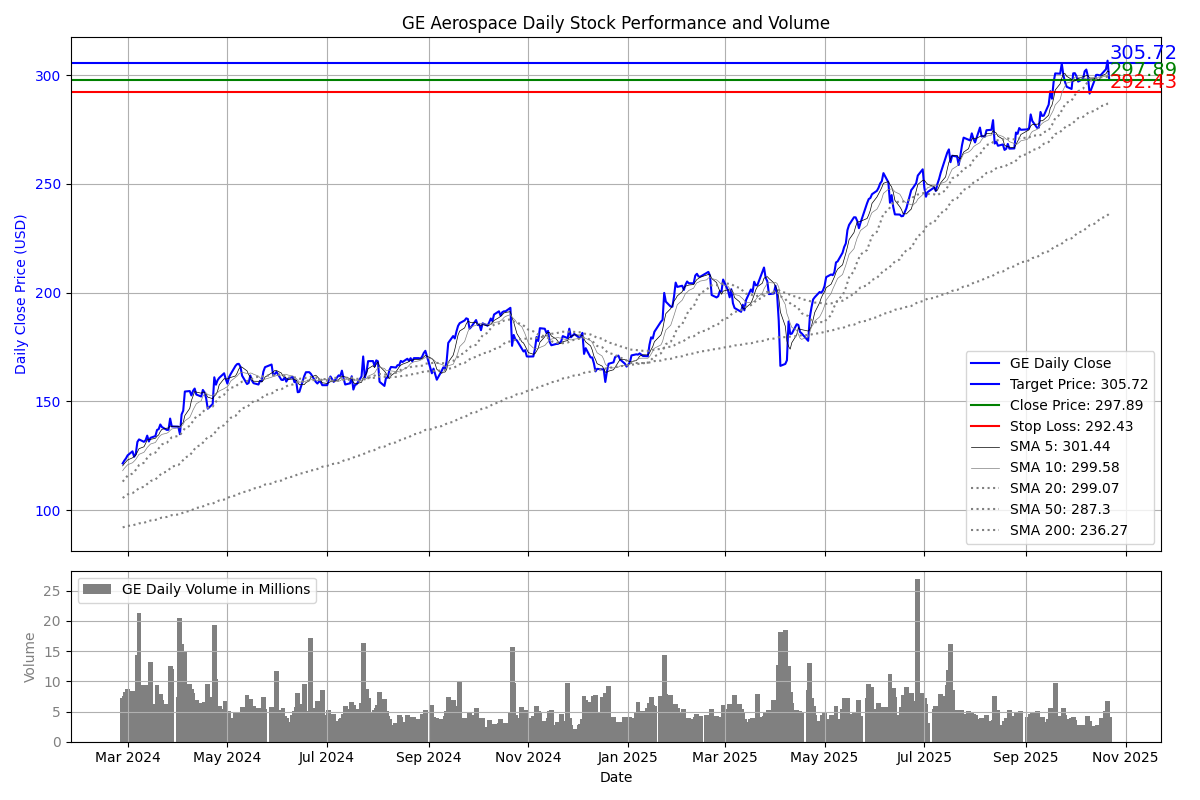 GE Aerospace Daily Stock Performance and Volume
305.72
297.89
292.43
300
250
200
150
100
Daily Close Price (USD)
GE Daily Close
Target Price: 305.72
Close Price: 297.89
Stop Loss: 292.43
SMA 5: 301.44
SMA 10: 299.58
SMA 20: 299.07
SMA 50: 287.3
SMA 200: 236.27
GE Daily Volume in Millions
25
20
15
10
5
0
Volume
Mar 2024 May 2024 Jul 2024 Sep 2024 Nov 2024 Jan 2025 Mar 2025 May 2025 Jul 2025 Sep 2025 Nov 2025
Date